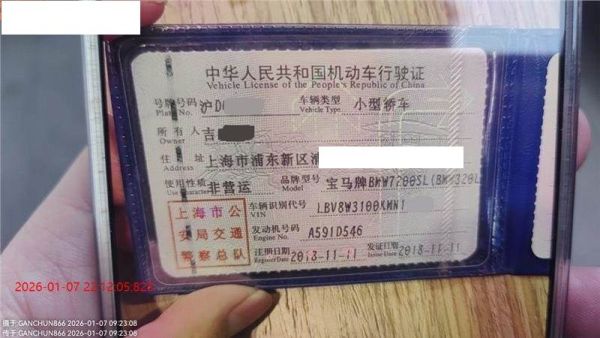 中华人民共和国机动车行驶证
Vehicle License of the People's Republic of China
号牌号码 沪D 车辆类型 小型轿车
Plate No. Vehicle Type
所有人 吉
Owner
住址 上海市浦东新区
Address
使用性质 非营运 品牌型号 宝马牌BMW7200SL(BMW320L
Use Character Model
上海市公安局交通警察总队
车辆识别代号 LBV8W3100KMN
VIN
发动机号码 A591D546
Engine No.
注册日期 2018-11-11 发证日期 2018-11-11
Register Date Issue Date
2026-01-07 22:12:05:828
摄于:GANCHUN866 2026-01-07 09:23:08
传于:GANCHUN866 2026-01-07 09:23:08